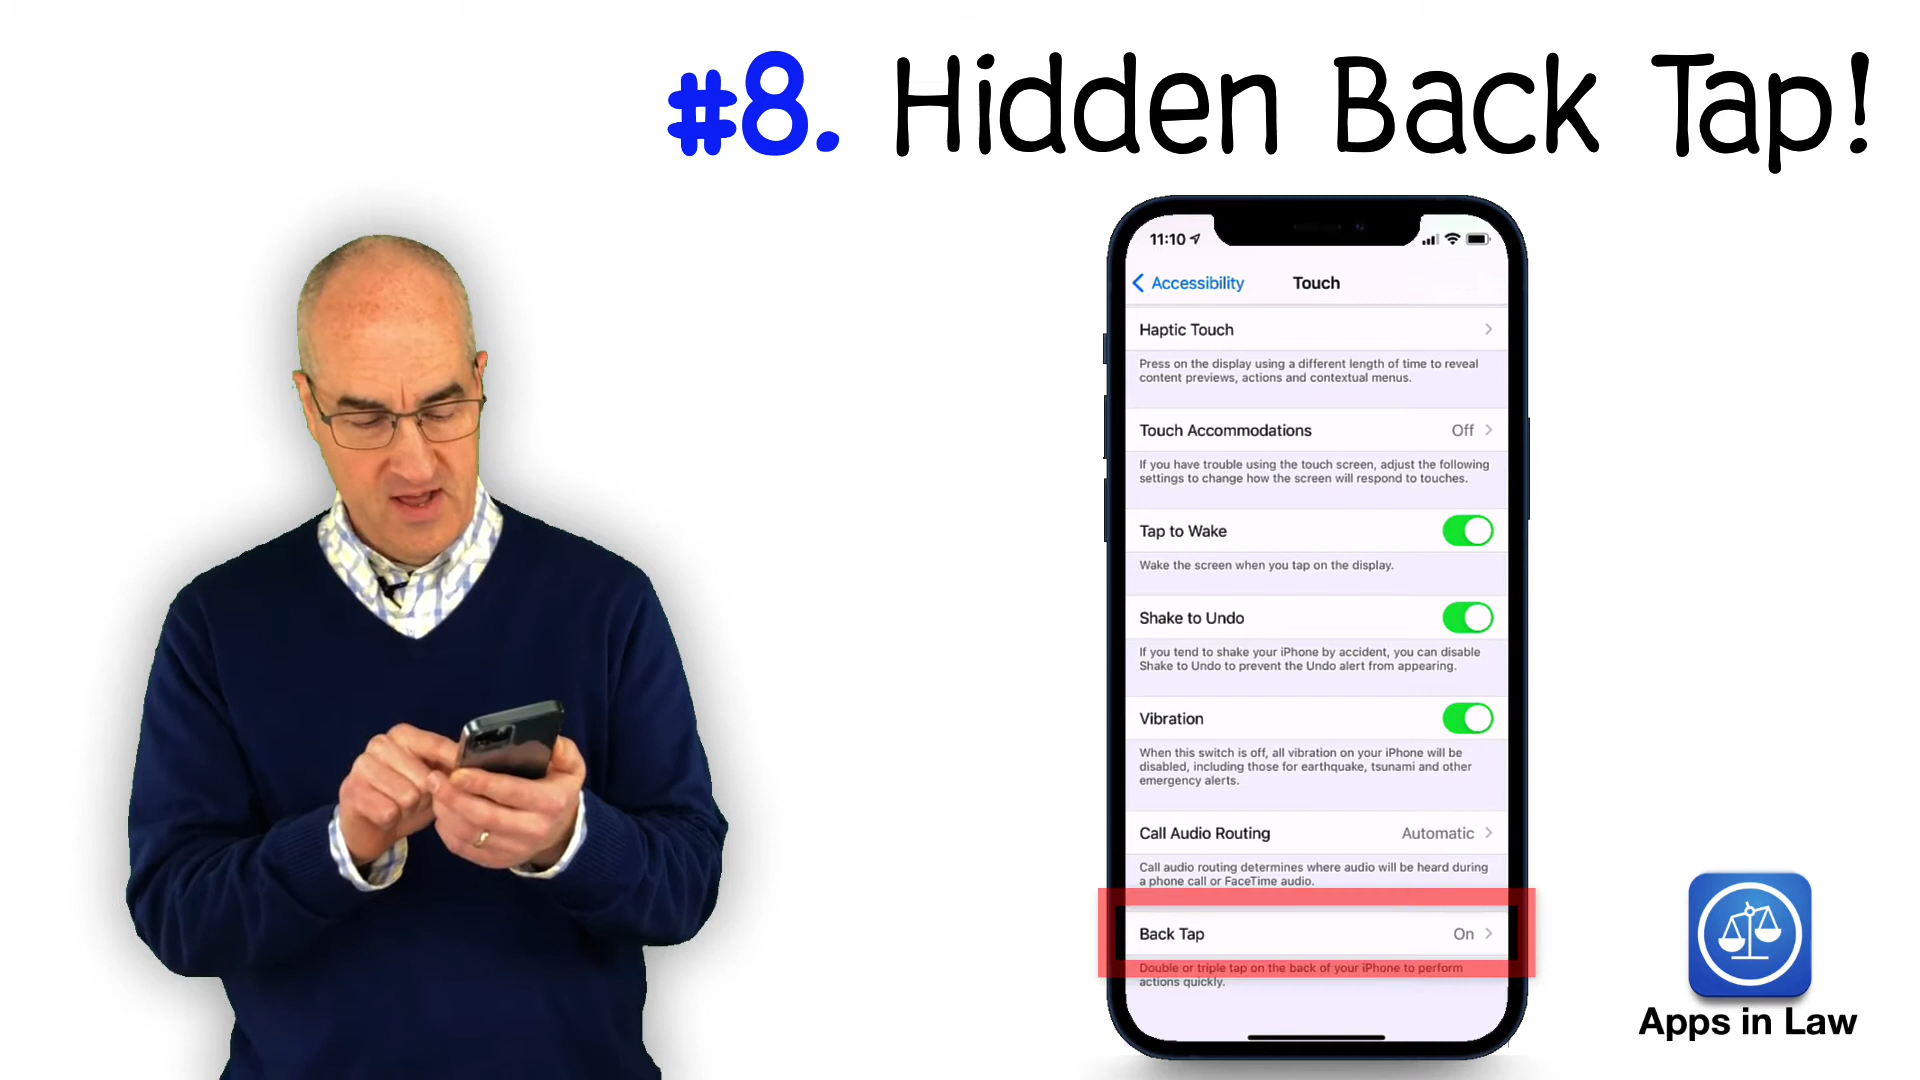 #8. Hidden Back Tap!
11:10
Accessibility
Touch
Haptic Touch
Press on the display using a different length of time to reveal
content previews, actions and contextual menus.
Touch Accommodations
Off
If you have trouble using the touch screen, adjust the following
settings to change how the screen will respond to touches.
Tap to Wake
Wake the screen when you tap on the display.
Shake to Undo
If you tend to shake your iPhone by accident, you can disable
Shake to Undo to prevent the Undo alert from appearing.
Vibration
When this switch is off, all vibration on your iPhone will be
disabled, including those for earthquake, tsunami and other
emergency alerts.
Call Audio Routing
Automatic
Call audio routing determines where audio will be heard during
a phone call or FaceTime audio.
Back Tap
On
Double or triple tap on the back of your iPhone to perform
actions quickly.
Apps in Law